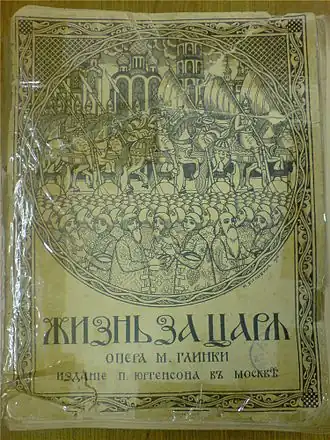 ЖИЗНЬ ЗА ЦАРЯ
ОПЕРА М. ГЛИНКИ
ИЗДАНІЕ П. ЮРГЕНСОНА ВЪ МОСКВѢ